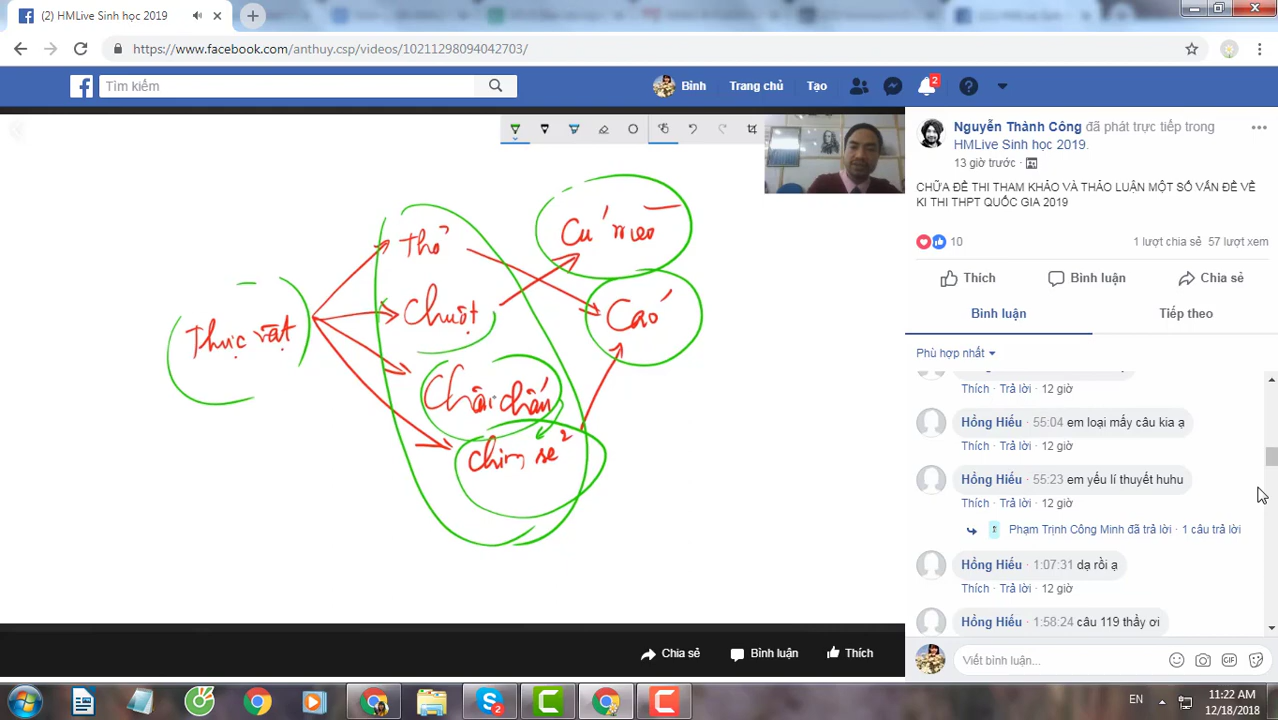 (2) HMLive Sinh học 2019
https://www.facebook.com/anthuy.csp/videos/10211298094042703/
Tìm kiếm
Bình
Trang chủ
Tạo
2
Nguyễn Thành Công đã phát trực tiếp trong
HMLive Sinh học 2019.
13 giờ trước
CHỮA ĐỀ THI THAM KHẢO VÀ THẢO LUẬN MỘT SỐ VẤN ĐỀ VỀ
KÌ THI THPT QUỐC GIA 2019
10
1 lượt chia sẻ 57 lượt xem
Thích
Bình luận
Chia sẻ
Bình luận
Tiếp theo
Phù hợp nhất
Thích · Trả lời · 12 giờ
Hồng Hiếu · 55:04 em loại mấy câu kia ạ
Thích · Trả lời · 12 giờ
Hồng Hiếu · 55:23 em yếu lí thuyết huhu
Thích · Trả lời · 12 giờ
Phạm Trịnh Công Minh đã trả lời · 1 câu trả lời
Hồng Hiếu · 1:07:31 dạ rồi ạ
Thích · Trả lời · 12 giờ
Hồng Hiếu · 1:58:24 câu 119 thầy ơi
Viết bình luận...
GIF
Thực vật
Thỏ
Chuột
Châu chấu
Chim sẻ
Cú mèo
Cáo
Chia sẻ
Bình luận
Thích
2
EN
11:22 AM
12/18/2018